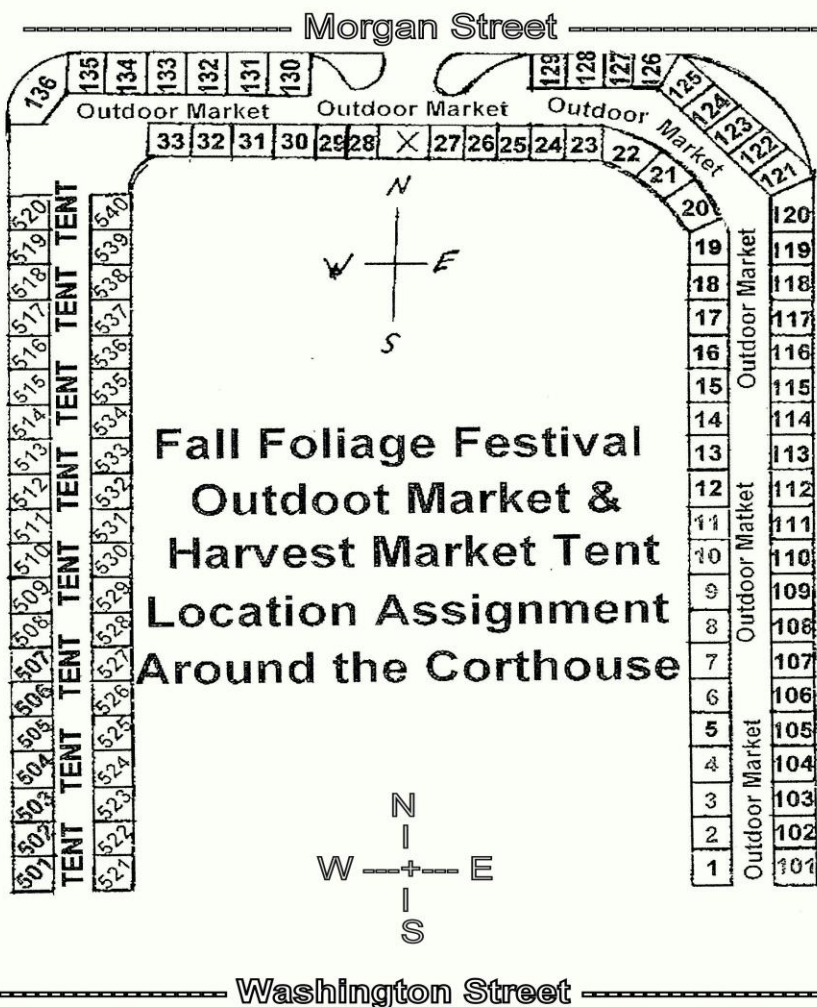 Morgan Street
136 135 134 133 132 131 130 129 128 127 126 125 124 123 122 121
Outdoor Market Outdoor Market Outdoor Market
33 32 31 30 29 28 X 27 26 25 24 23 22 21 20
N
W E
S
520 TENT 540
519 539
518 TENT 538
517 537
516 TENT 536
515 535
514 TENT 534
513 533
512 TENT 532
511 531
510 TENT 530
509 529
508 TENT 528
507 527
506 TENT 526
505 525
504 TENT 524
503 523
502 TENT 522
501 521
Fall Foliage Festival
Outdoot Market &
Harvest Market Tent
Location Assignment
Around the Corthouse
120
19 119
18 118
17 117
16 116
15 115
14 114
13 113
12 112
11 111
10 110
9 109
8 108
7 107
6 106
5 105
4 104
3 103
2 102
1 101
Outdoor Market
Outdoor Matket
Outdoor Market
N
W ---+--- E
S
Washington Street